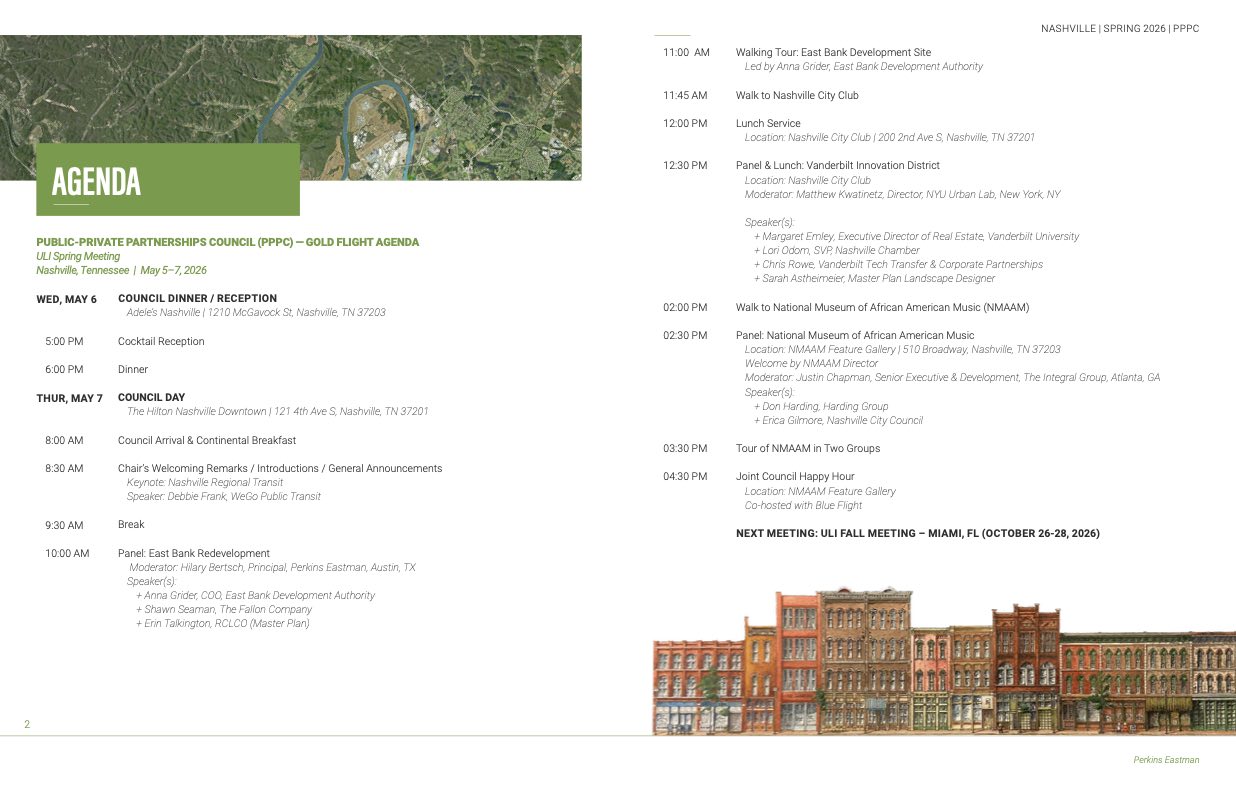 AGENDA
PUBLIC-PRIVATE PARTNERSHIPS COUNCIL (PPPC) — GOLD FLIGHT AGENDA
ULI Spring Meeting
Nashville, Tennessee | May 5–7, 2026
WED, MAY 6 COUNCIL DINNER / RECEPTION
Adele's Nashville | 1210 McGavock St, Nashville, TN 37203
5:00 PM Cocktail Reception
6:00 PM Dinner
THUR, MAY 7 COUNCIL DAY
The Hilton Nashville Downtown | 121 4th Ave S, Nashville, TN 37201
8:00 AM Council Arrival & Continental Breakfast
8:30 AM Chair's Welcoming Remarks / Introductions / General Announcements
Keynote: Nashville Regional Transit
Speaker: Debbie Frank, WeGo Public Transit
9:30 AM Break
10:00 AM Panel: East Bank Redevelopment
Moderator: Hilary Bertsch, Principal, Perkins Eastman, Austin, TX
Speaker(s):
+ Anna Grider, COO, East Bank Development Authority
+ Shawn Seaman, The Fallon Company
+ Erin Talkington, RCLCO (Master Plan)
2
NASHVILLE | SPRING 2026 | PPPC
11:00 AM Walking Tour: East Bank Development Site
Led by Anna Grider, East Bank Development Authority
11:45 AM Walk to Nashville City Club
12:00 PM Lunch Service
Location: Nashville City Club | 200 2nd Ave S, Nashville, TN 37201
12:30 PM Panel & Lunch: Vanderbilt Innovation District
Location: Nashville City Club
Moderator: Matthew Kwatinetz, Director, NYU Urban Lab, New York, NY
Speaker(s):
+ Margaret Emley, Executive Director of Real Estate, Vanderbilt University
+ Lori Odom, SVP, Nashville Chamber
+ Chris Rowe, Vanderbilt Tech Transfer & Corporate Partnerships
+ Sarah Astheimeier, Master Plan Landscape Designer
02:00 PM Walk to National Museum of African American Music (NMAAM)
02:30 PM Panel: National Museum of African American Music
Location: NMAAM Feature Gallery | 510 Broadway, Nashville, TN 37203
Welcome by NMAAM Director
Moderator: Justin Chapman, Senior Executive & Development, The Integral Group, Atlanta, GA
Speaker(s):
+ Don Harding, Harding Group
+ Erica Gilmore, Nashville City Council
03:30 PM Tour of NMAAM in Two Groups
04:30 PM Joint Council Happy Hour
Location: NMAAM Feature Gallery
Co-hosted with Blue Flight
NEXT MEETING: ULI FALL MEETING – MIAMI, FL (OCTOBER 26-28, 2026)
Perkins Eastman